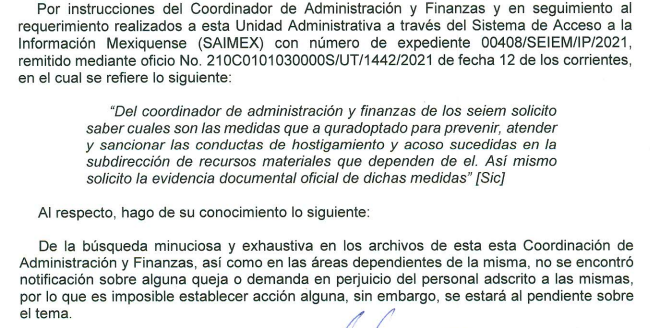 Por instrucciones del Coordinador de Administración y Finanzas y en seguimiento al
requerimiento realizados a esta Unidad Administrativa a través del Sistema de Acceso a la
Información Mexiquense (SAIMEX) con número de expediente 00408/SEIEM/IP/2021,
remitido mediante oficio No. 210C0101030000S/UT/1442/2021 de fecha 12 de los corrientes,
en el cual se refiere lo siguiente:
“Del coordinador de administración y finanzas de los seiem solicito
saber cuales son las medidas que a quradoptado para prevenir, atender
y sancionar las conductas de hostigamiento y acoso sucedidas en la
subdirección de recursos materiales que dependen de el. Así mismo
solicito la evidencia documental oficial de dichas medidas” [Sic]
Al respecto, hago de su conocimiento lo siguiente:
De la búsqueda minuciosa y exhaustiva en los archivos de esta esta Coordinación de
Administración y Finanzas, así como en las áreas dependientes de la misma, no se encontró
notificación sobre alguna queja o demanda en perjuicio del personal adscrito a las mismas,
por lo que es imposible establecer acción alguna, sin embargo, se estará al pendiente sobre
el tema.